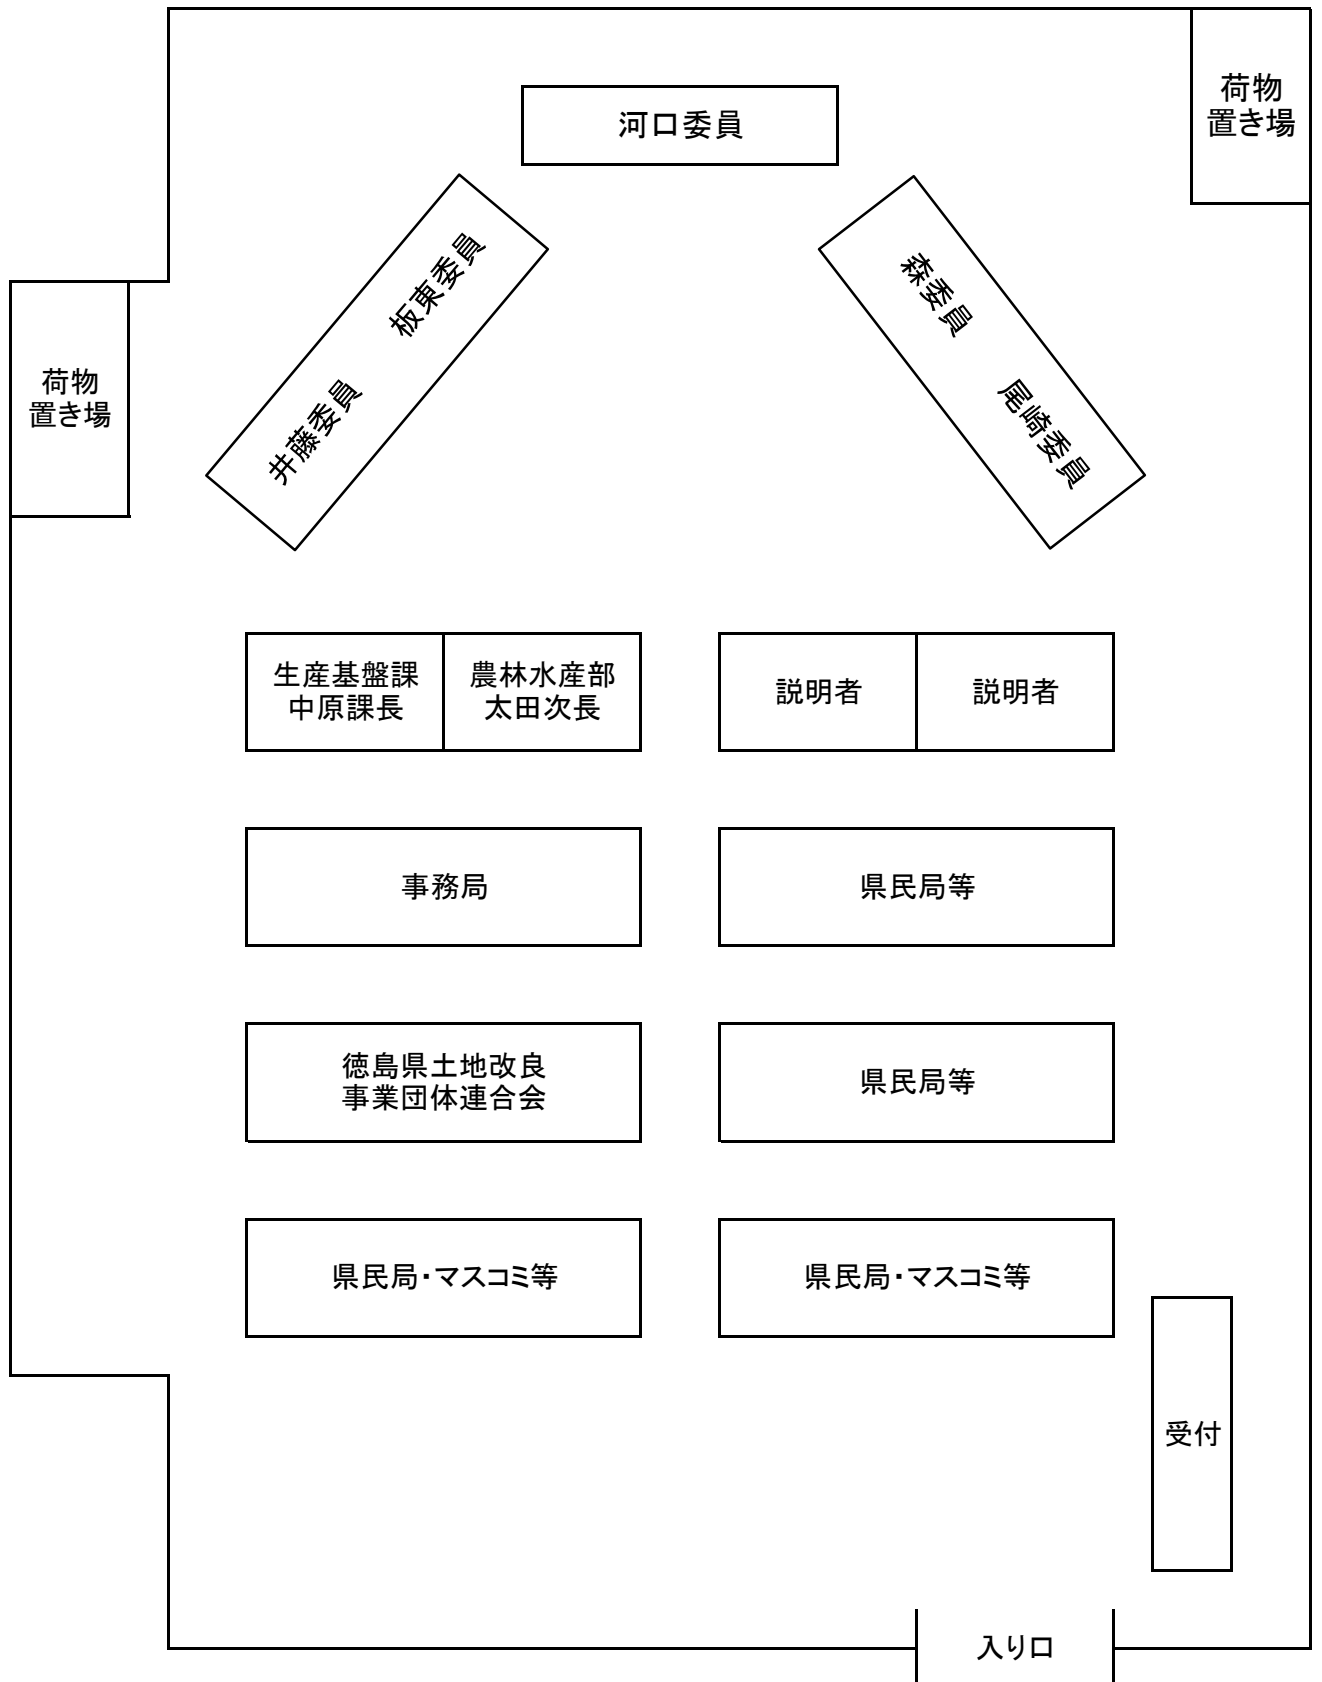 荷物
置き場
河口委員
板東委員
井藤委員
森委員
尾崎委員
荷物
置き場
生産基盤課
中原課長
農林水産部
太田次長
説明者
説明者
事務局
県民局等
徳島県土地改良
事業団体連合会
県民局等
県民局・マスコミ等
県民局・マスコミ等
受付
入り口